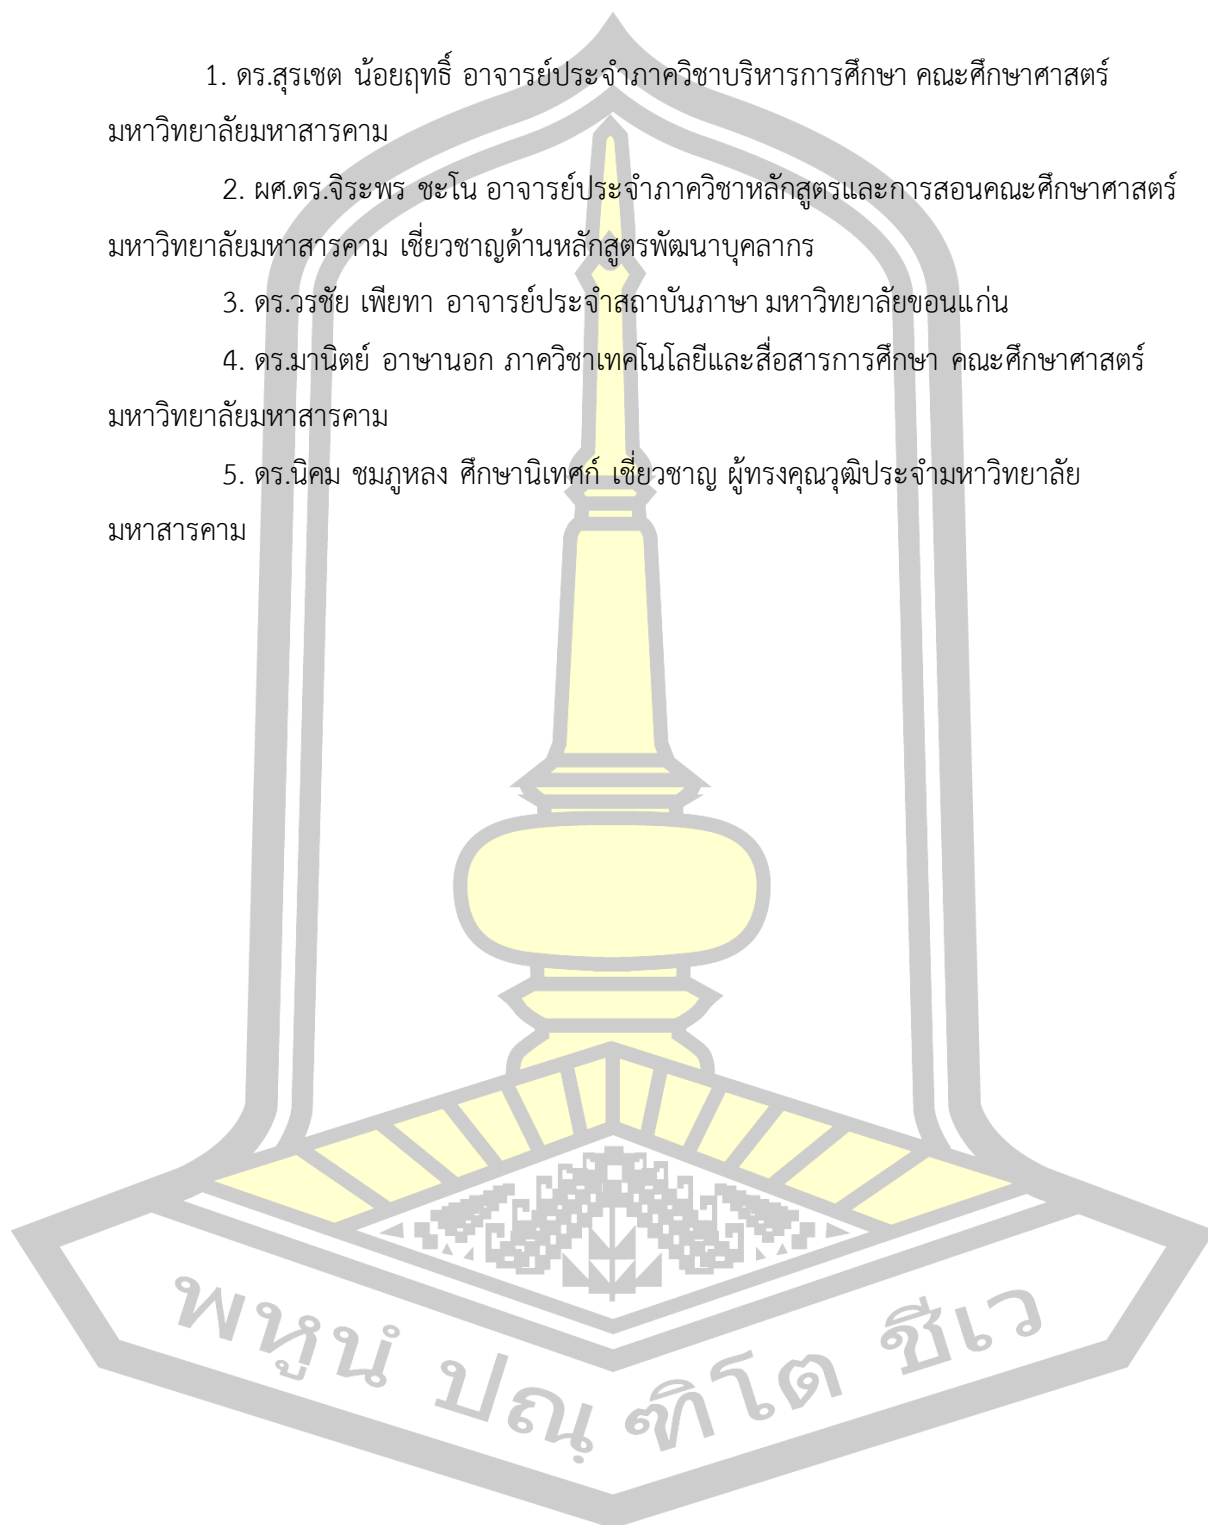 1. ดร.สุรเชต น้อยฤทธิ์ อาจารย์ประจำภาควิชาบริหารการศึกษา คณะศึกษาศาสตร์
มหาวิทยาลัยมหาสารคาม
2. ผศ.ดร.จิระพร ชะโน อาจารย์ประจำภาควิชาหลักสูตรและการสอนคณะศึกษาศาสตร์
มหาวิทยาลัยมหาสารคาม เชี่ยวชาญด้านหลักสูตรพัฒนาบุคลากร
3. ดร.วรชัย เพียทา อาจารย์ประจำสถาบันภาษา มหาวิทยาลัยขอนแก่น
4. ดร.มานิตย์ อาษานอก ภาควิชาเทคโนโลยีและสื่อสารการศึกษา คณะศึกษาศาสตร์
มหาวิทยาลัยมหาสารคาม
5. ดร.นิคม ชมภูหลง ศึกษานิเทศก์ เชี่ยวชาญ ผู้ทรงคุณวุฒิประจำมหาวิทยาลัย
มหาสารคาม
พหูนํ ปณฺ ฑิโต ชีเว